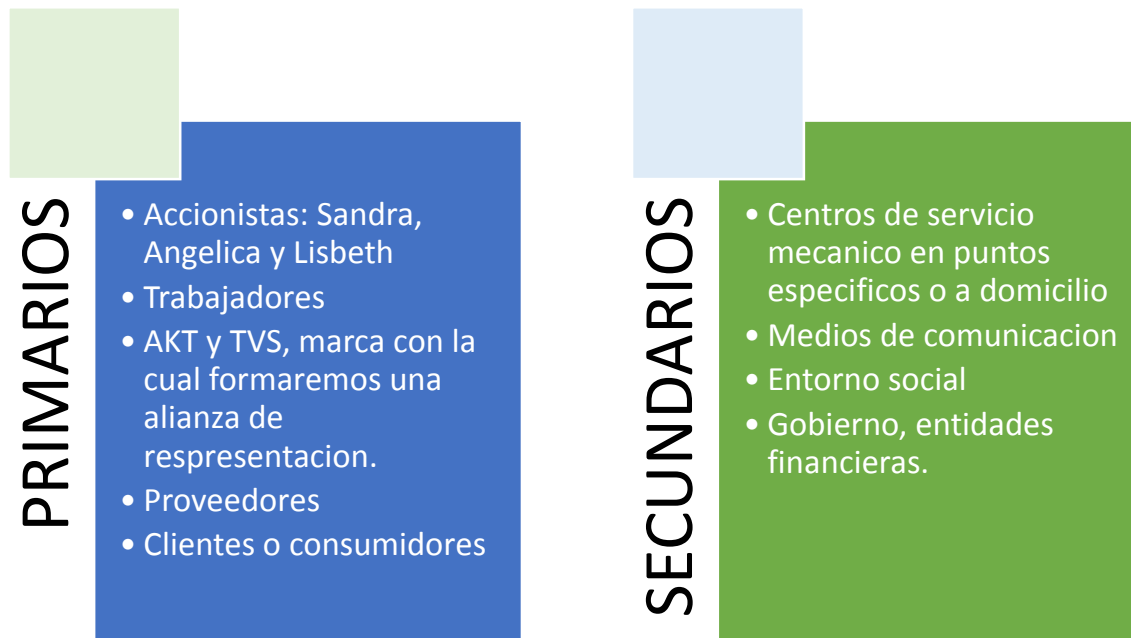 PRIMARIOS
• Accionistas: Sandra,
Angelica y Lisbeth
• Trabajadores
• AKT y TVS, marca con la
cual formaremos una
alianza de
respresentacion.
• Proveedores
• Clientes o consumidores
SECUNDARIOS
• Centros de servicio
mecanico en puntos
especificos o a domicilio
• Medios de comunicacion
• Entorno social
• Gobierno, entidades
financieras.